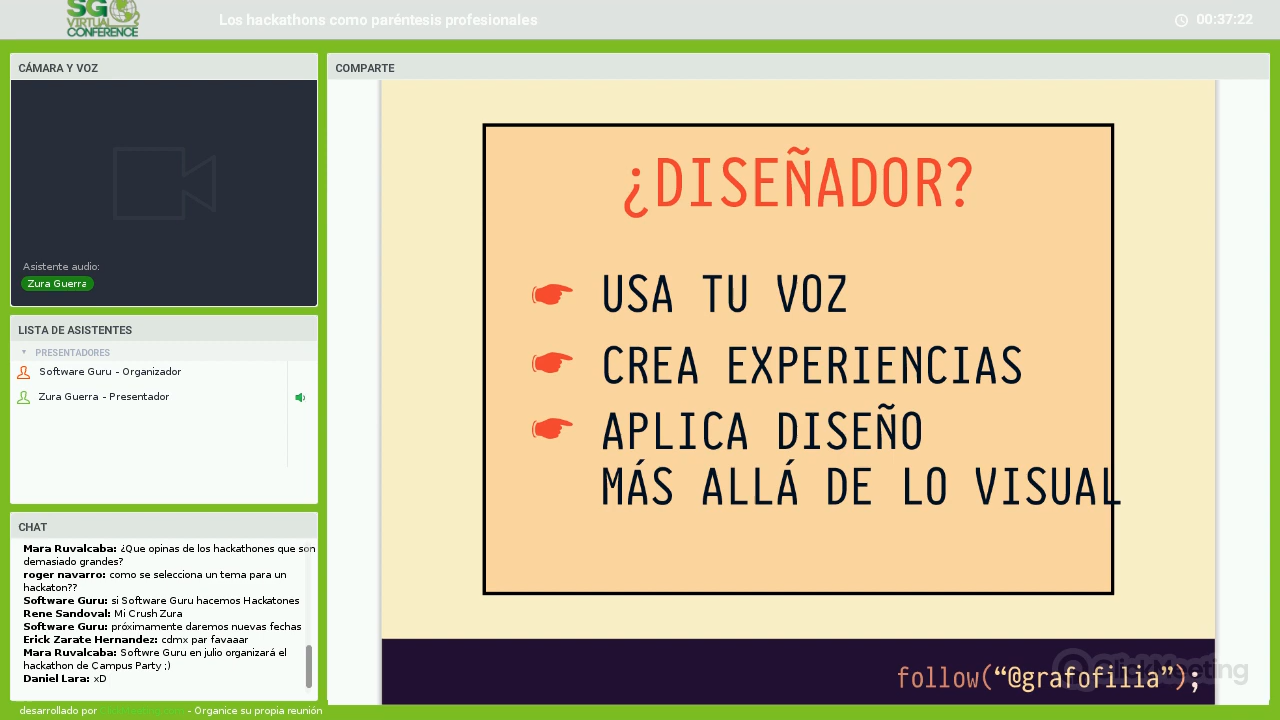 SG
VIRTUAL
CONFERENCE
Los hackathons como paréntesis profesionales
00:37:22
CÁMARA Y VOZ
Asistente audio:
Zura Guerra
LISTA DE ASISTENTES
PRESENTADORES
Software Guru - Organizador
Zura Guerra - Presentador
CHAT
Mara Ruvalcaba: ¿Que opinas de los hackathones que son
demasiado grandes?
roger navarro: como se selecciona un tema para un
hackaton??
Software Guru: si Software Guru hacemos Hackatones
Rene Sandoval: Mi Crush Zura
Software Guru: próximamente daremos nuevas fechas
Erick Zarate Hernandez: cdmx par favaaar
Mara Ruvalcaba: Softwre Guru en julio organizará el
hackathon de Campus Party ;)
Daniel Lara: xD
desarrollado por - Organice su propia reunión
COMPARTE
¿DISEÑADOR?
USA TU VOZ
CREA EXPERIENCIAS
APLICA DISEÑO
MÁS ALLÁ DE LO VISUAL
follow(“@grafofilia”);
ClickMeeting